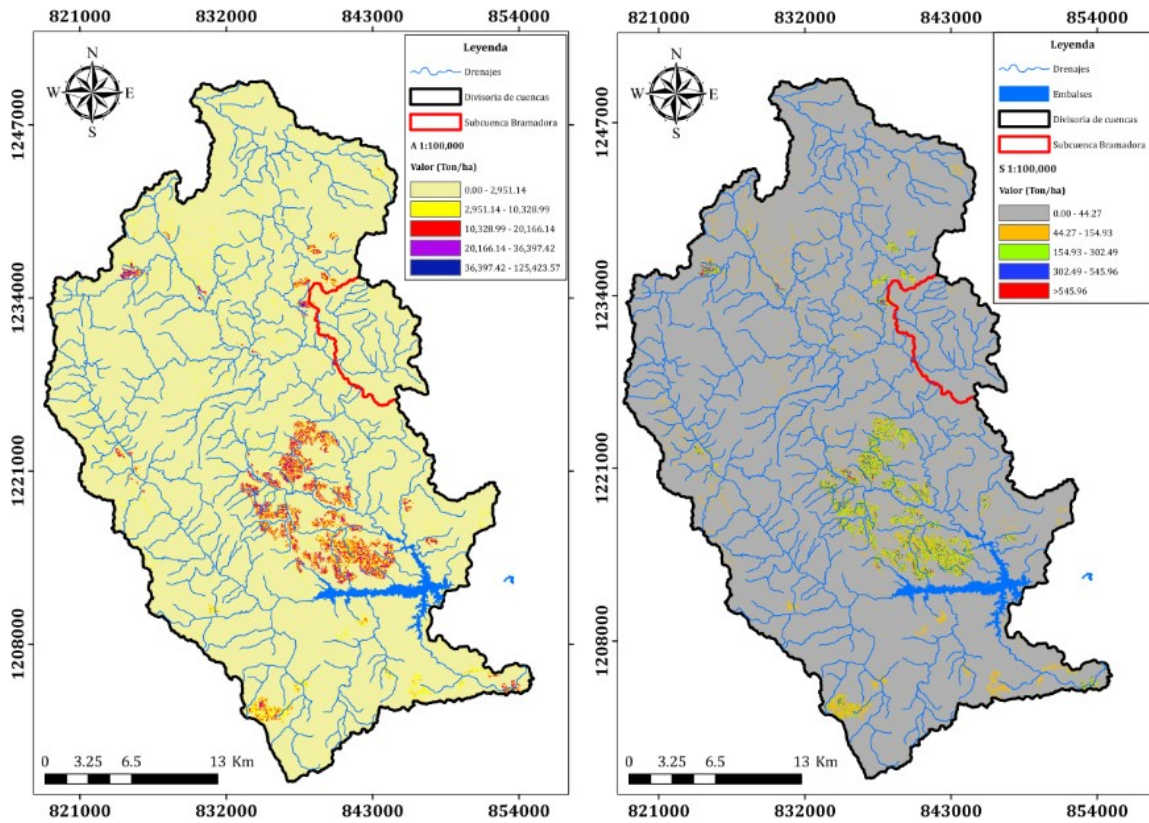 821000 832000 843000 854000
1247000
1234000
1221000
1208000
N
W E
S
Leyenda
Drenajes
Divisoria de cuencas
Subcuenca Bramadora
A 1:100,000
Valor (Ton/ha)
0.00 - 2,951.14
2,951.14 - 10,328.99
10,328.99 - 20,166.14
20,166.14 - 36,397.42
36,397.42 - 125,423.57
0 3.25 6.5 13 Km
821000 832000 843000 854000
821000 832000 843000 854000
1247000
1234000
1221000
1208000
N
W E
S
Leyenda
Drenajes
Embalses
Divisoria de cuencas
Subcuenca Bramadora
S 1:100,000
Valor (Ton/ha)
0.00 - 44.27
44.27 - 154.93
154.93 - 302.49
302.49 - 545.96
>545.96
0 3.25 6.5 13 Km
821000 832000 843000 854000